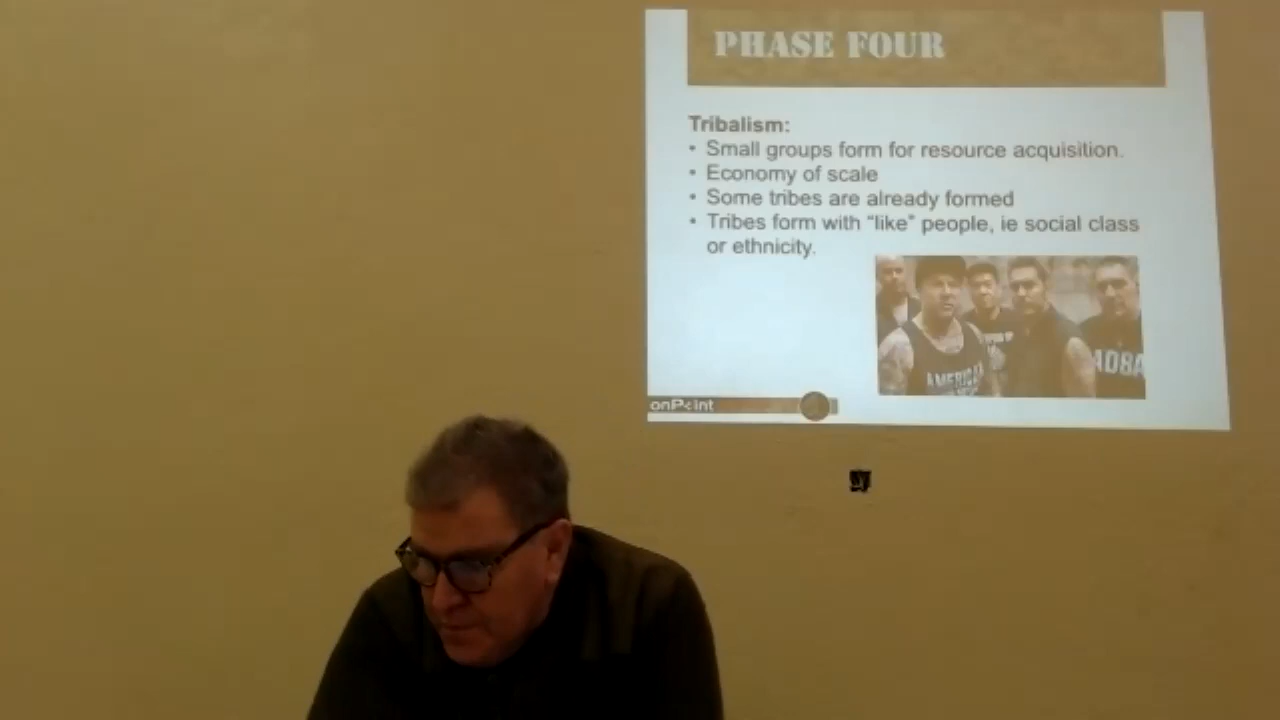 PHASE FOUR
Tribalism:
• Small groups form for resource acquisition.
• Economy of scale
• Some tribes are already formed
• Tribes form with “like” people, ie social class
or ethnicity.
AMERICA
onPoint